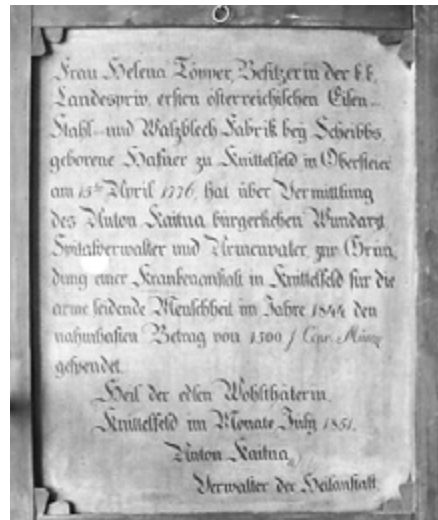 Frau Helena Töpper, Besitzerin der k.k.
Landespriv. ersten österreichischen Eisen-
Stahl- und Walzblech Fabrik bey Scheibbs,
geborene Hafner zu Knittelfeld in Obersteier
am 15ten April 1776, hat über Vermittlung
des Anton Kaitna bürgerlichen Wundarzt,
Spitalverwalter und Armenvater, zur Grün,
dung einer Krankenanstalt in Knittelfeld für die
arme leidende Menschheit im Jahre 1844 den
nahmhaften Betrag von 1500 f Conv. Münze
gespendet.
Heil der edlen Wohlthäterin.
Knittelfeld im Monate July 1851.
Anton Kaitna
Verwalter der Heilanstalt.